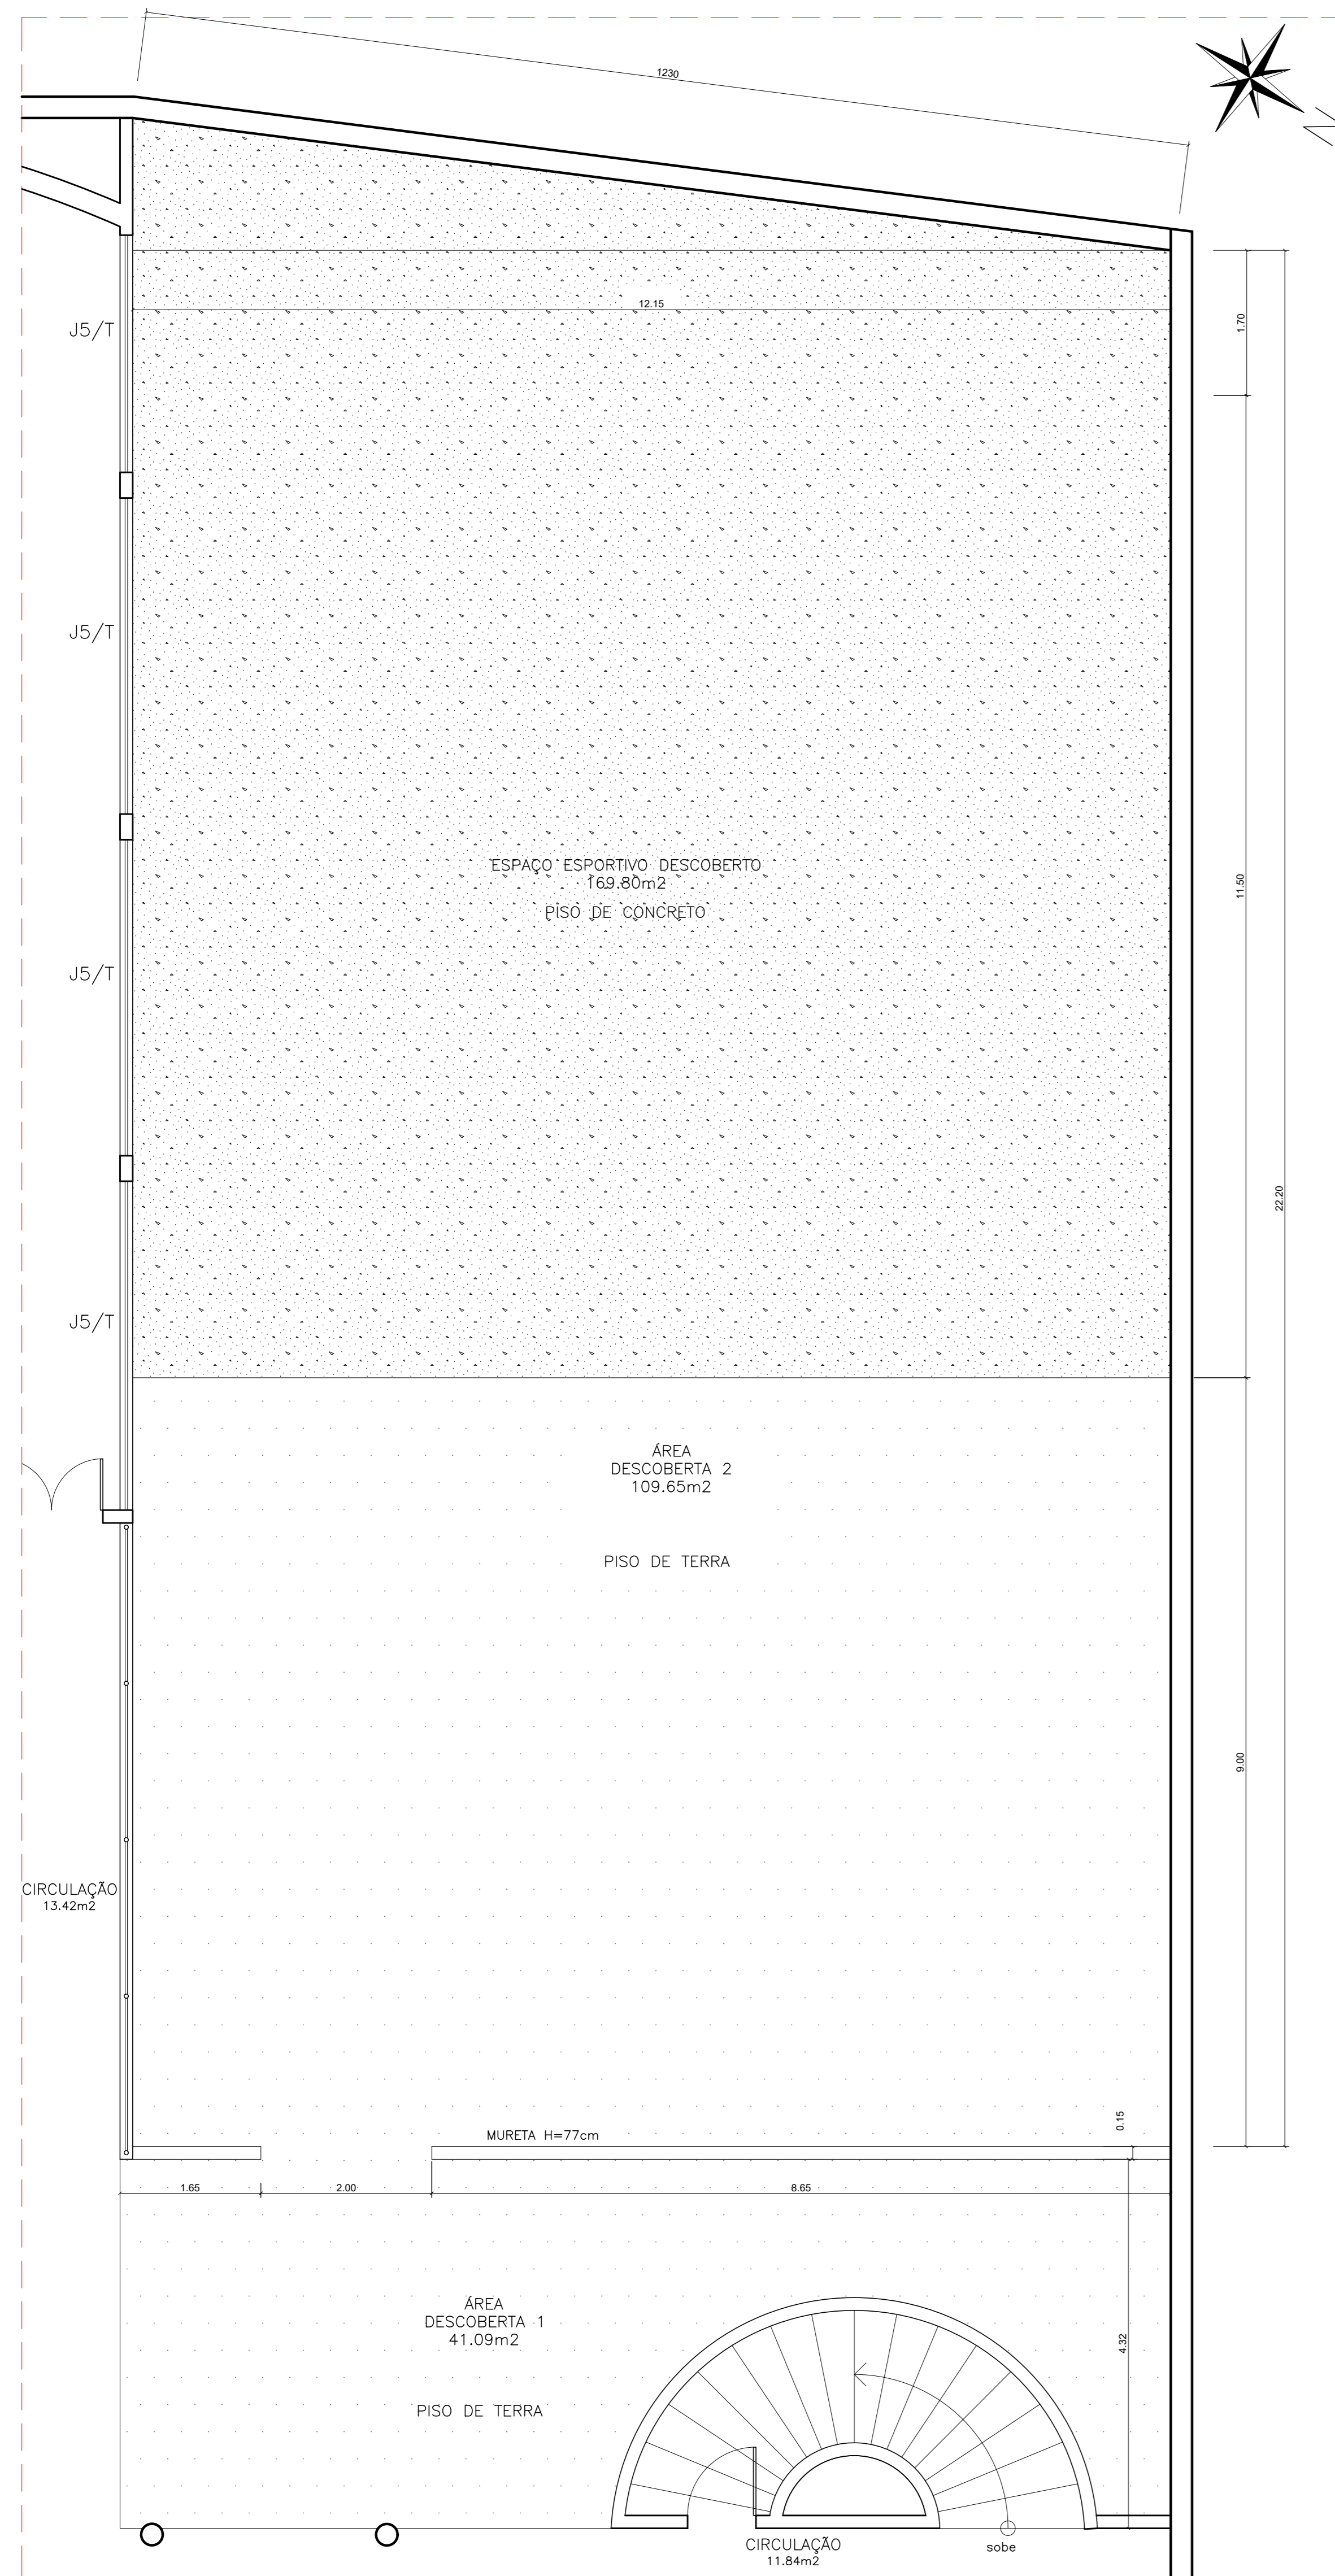 1230
N
J5/T
12.15
1.70
J5/T
ESPAÇO ESPORTIVO DESCOBERTO
169.80m2
PISO DE CONCRETO
11.50
J5/T
22.20
J5/T
ÁREA
DESCOBERTA 2
109.65m2
PISO DE TERRA
9.00
CIRCULAÇÃO
13.42m2
0.15
MURETA H=77cm
1.65
2.00
8.65
ÁREA
DESCOBERTA 1
41.09m2
4.32
PISO DE TERRA
CIRCULAÇÃO
11.84m2
sobe